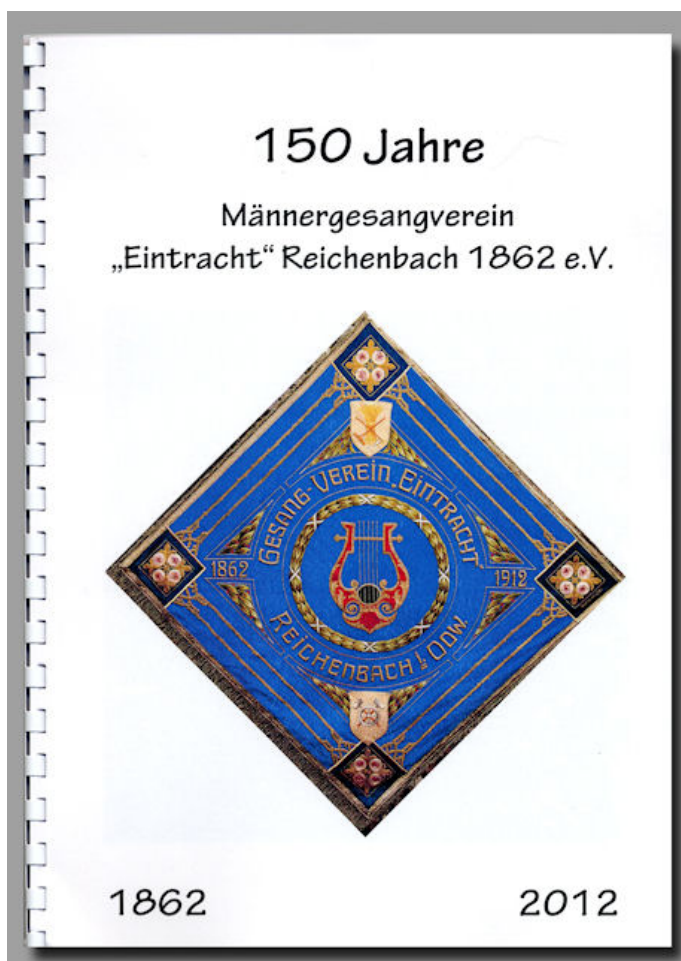 150 Jahre
Männergesangverein
„Eintracht“ Reichenbach 1862 e.V.
GESANG-VEREIN „EINTRACHT“
1862
1912
REICHENBACH i. ODW.
1862
2012